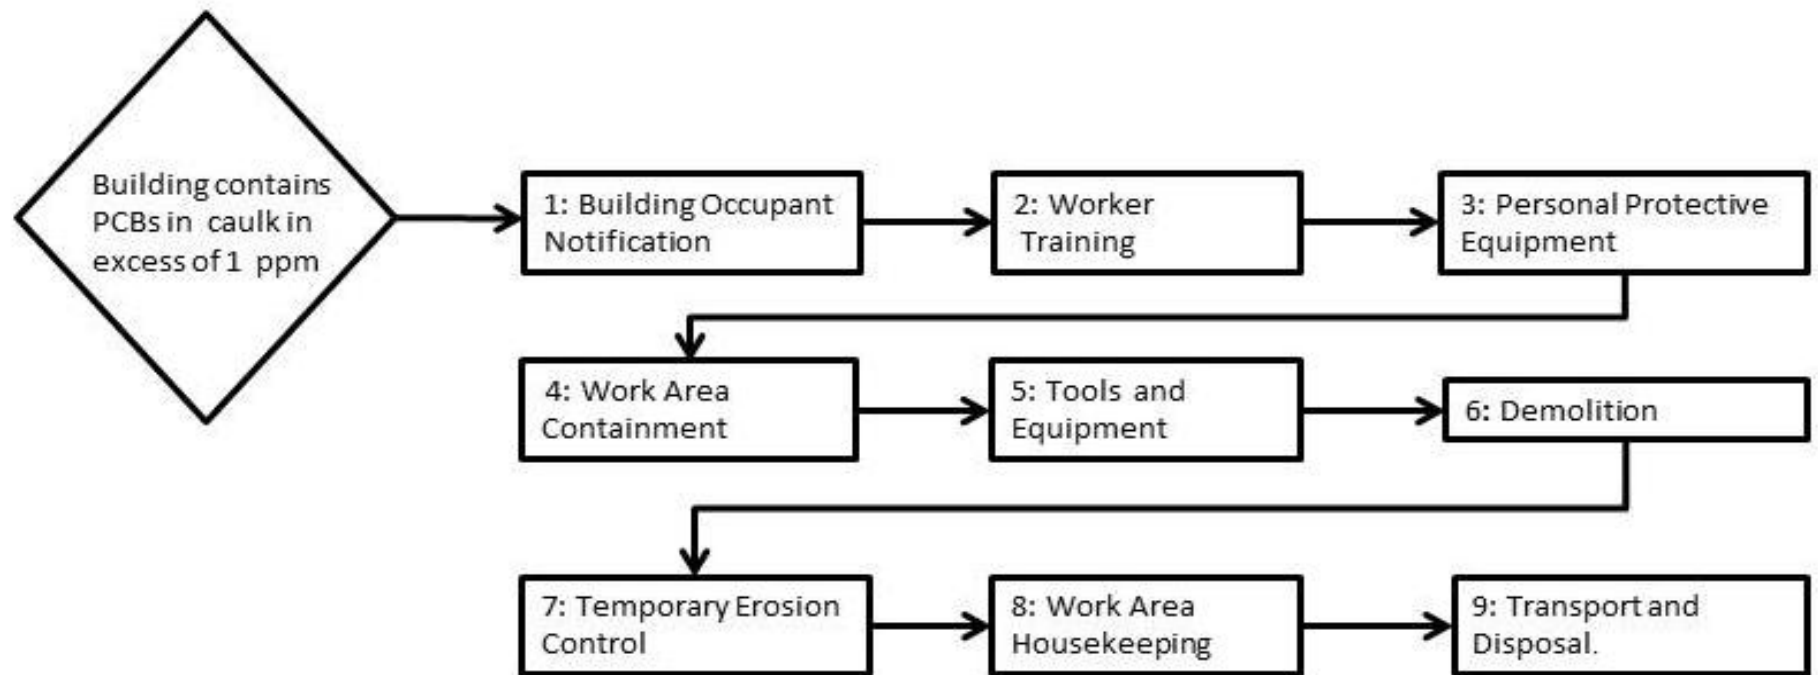 Building contains
PCBs in caulk in
excess of 1 ppm
1: Building Occupant
Notification
2: Worker
Training
3: Personal Protective
Equipment
4: Work Area
Containment
5: Tools and
Equipment
6: Demolition
7: Temporary Erosion
Control
8: Work Area
Housekeeping
9: Transport and
Disposal.